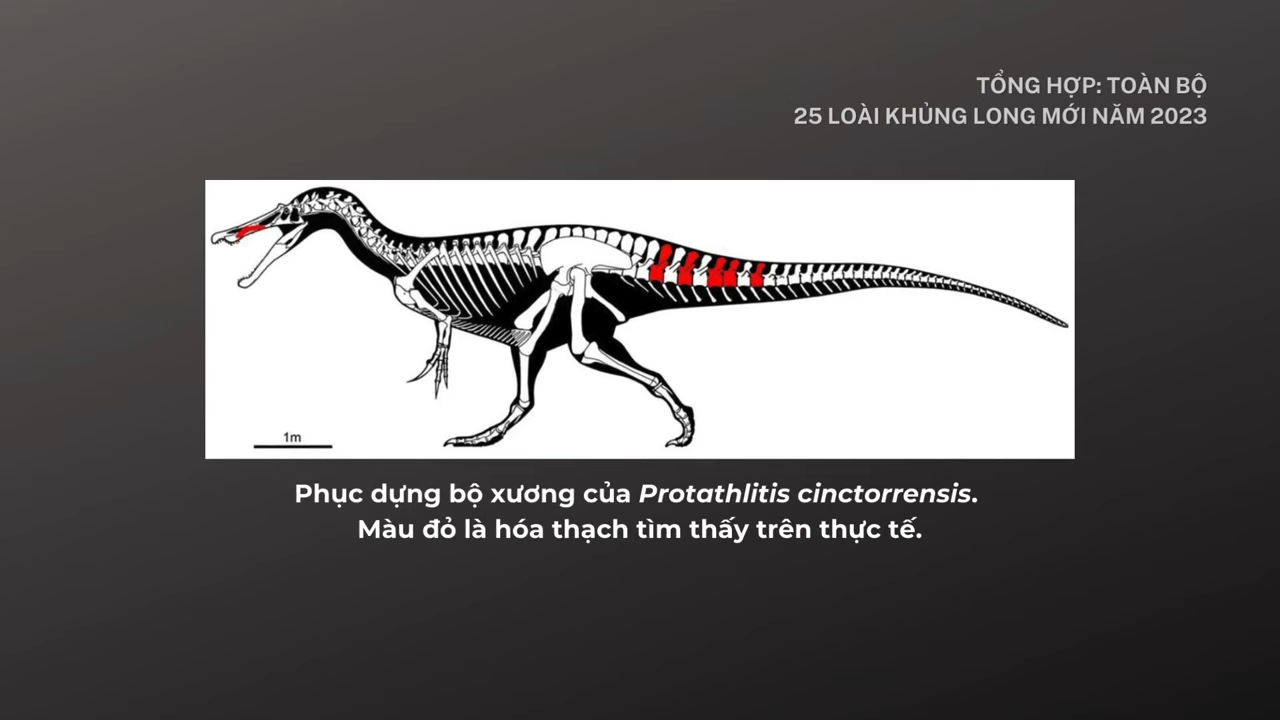 TỔNG HỢP: TOÀN BỘ
25 LOÀI KHỦNG LONG MỚI NĂM 2023
1m
Phục dựng bộ xương của Protathlitis cinctorrensis.
Màu đỏ là hóa thạch tìm thấy trên thực tế.